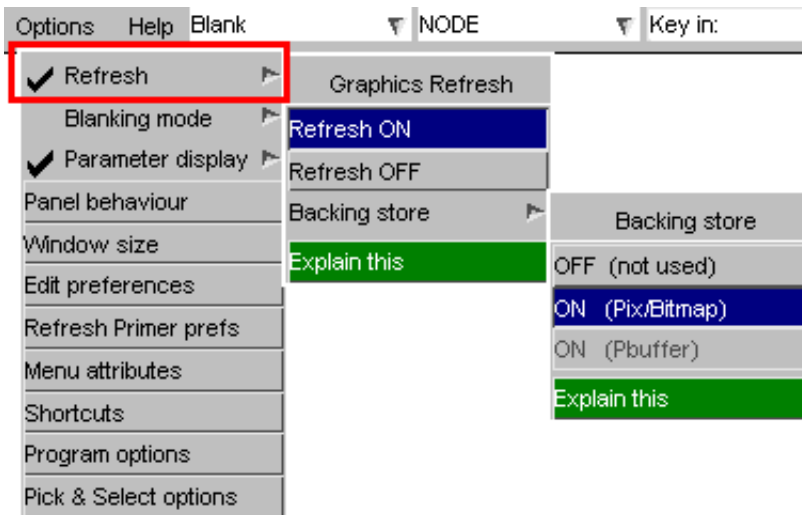 Options Help Blank NODE Key in:
Refresh
Blanking mode
Parameter display
Panel behaviour
Window size
Edit preferences
Refresh Primer prefs
Menu attributes
Shortcuts
Program options
Pick & Select options
Graphics Refresh
Refresh ON
Refresh OFF
Backing store
Explain this
Backing store
OFF (not used)
ON (Pix/Bitmap)
ON (Pbuffer)
Explain this